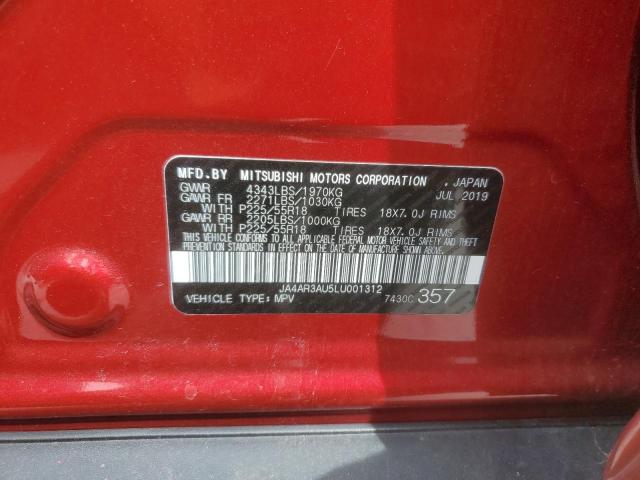 MFD.BY MITSUBISHI MOTORS CORPORATION . JAPAN
GVWR 4343LBS/1970KG JUL 2019
GAWR FR 2271LBS/1030KG
WITH P225/55R18 TIRES 18X7.0J RIMS
GAWR RR 2205LBS/1000KG
WITH P225/55R18 TIRES 18X7.0J RIMS
THIS VEHICLE CONFORMS TO ALL APPLICABLE FEDERAL MOTOR VEHICLE SAFETY AND THEFT
PREVENTION STANDARDS IN EFFECT ON THE DATE OF MANUFACTURE SHOWN ABOVE.
JA4AR3AU5LU001312
VEHICLE TYPE:MPV 7430C 357